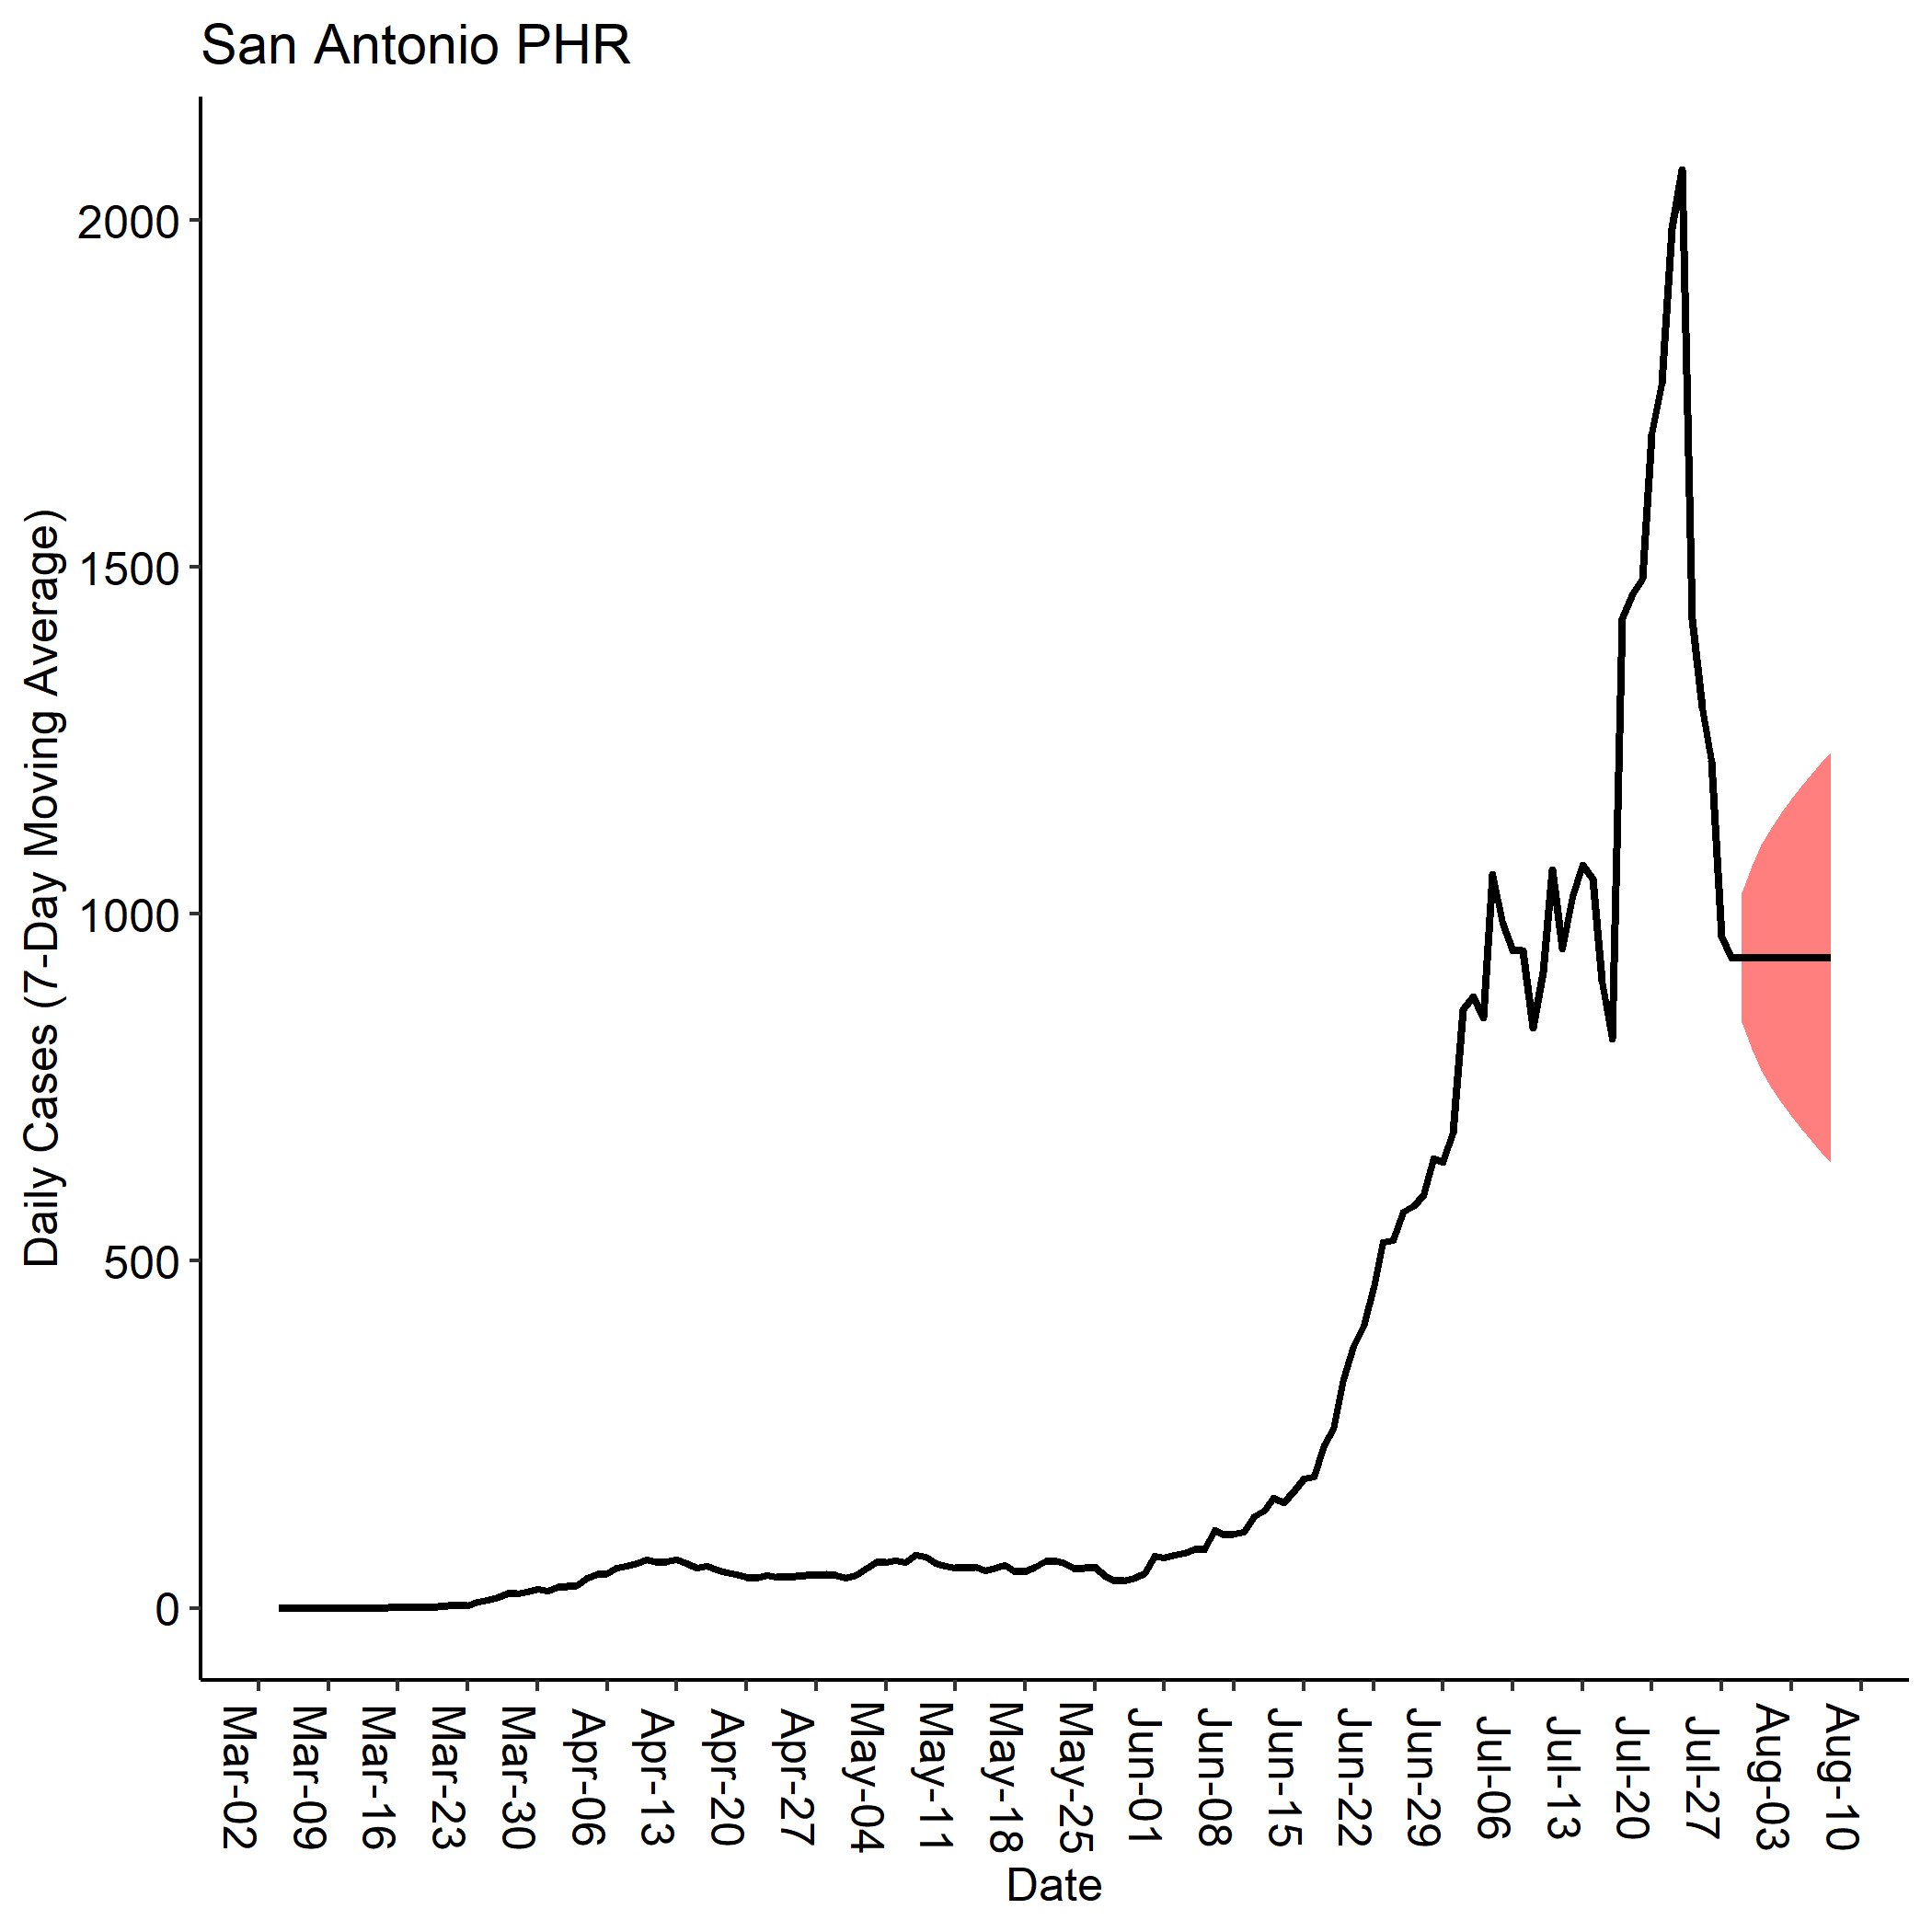 San Antonio PHR
Daily Cases (7-Day Moving Average)
2000
1500
1000
500
0
Mar-02
Mar-09
Mar-16
Mar-23
Mar-30
Apr-06
Apr-13
Apr-20
Apr-27
May-04
May-11
May-18
May-25
Jun-01
Jun-08
Jun-15
Jun-22
Jun-29
Jul-06
Jul-13
Jul-20
Jul-27
Aug-03
Aug-10
Date